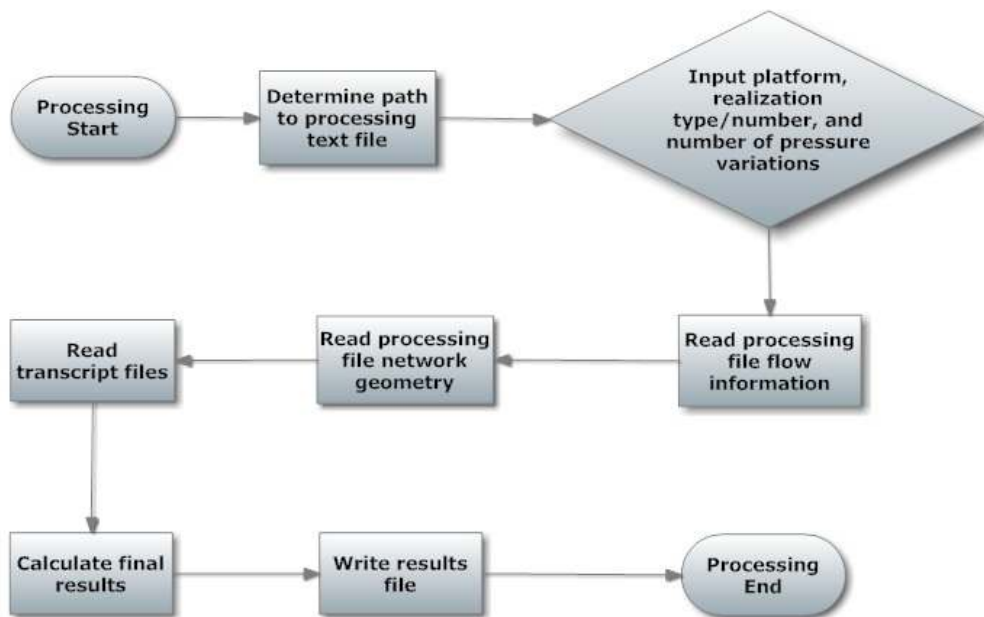 Processing
Start
Determine path
to processing
text file
Input platform,
realization
type/number, and
number of pressure
variations
Read processing
file flow
information
Read processing
file network
geometry
Read
transcript files
Calculate final
results
Write results
file
Processing
End